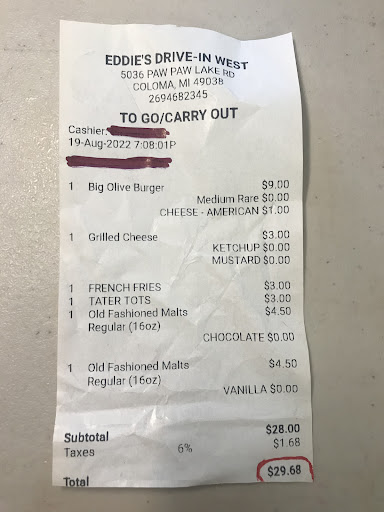 EDDIE'S DRIVE-IN WEST
5036 PAW PAW LAKE RD
COLOMA, MI 49038
2694682345
TO GO/CARRY OUT
Cashier:
19-Aug-2022 7:08:01P
1 Big Olive Burger $9.00
Medium Rare $0.00
CHEESE - AMERICAN $1.00
1 Grilled Cheese $3.00
KETCHUP $0.00
MUSTARD $0.00
1 FRENCH FRIES $3.00
1 TATER TOTS $3.00
1 Old Fashioned Malts $4.50
Regular (16oz)
CHOCOLATE $0.00
1 Old Fashioned Malts $4.50
Regular (16oz)
VANILLA $0.00
Subtotal $28.00
Taxes 6% $1.68
Total $29.68